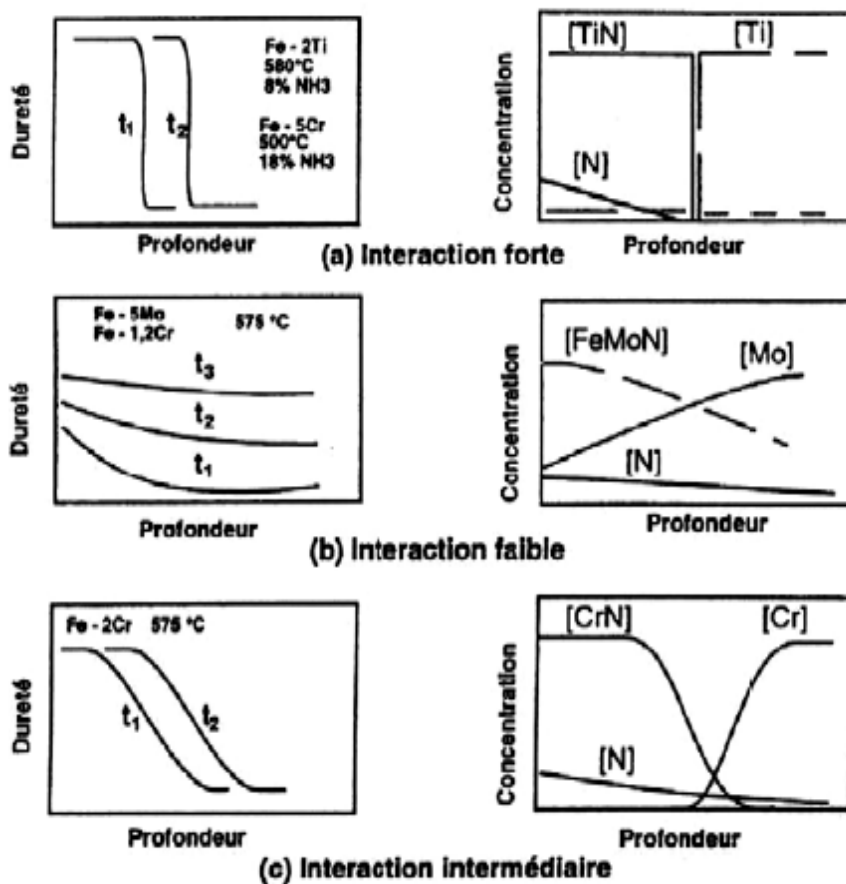 Dureté
t1
t2
Fe - 2Ti
580°C
8% NH3
Fe - 5Cr
500°C
18% NH3
Profondeur
Concentration
[TiN]
[Ti]
[N]
Profondeur
(a) Interaction forte
Dureté
Fe - 5Mo
Fe - 1,2Cr
575 °C
t3
t2
t1
Profondeur
Concentration
[FeMoN]
[Mo]
[N]
Profondeur
(b) Interaction faible
Dureté
Fe - 2Cr 575 °C
t1
t2
Profondeur
Concentration
[CrN]
[Cr]
[N]
Profondeur
(c) Interaction intermédiaire